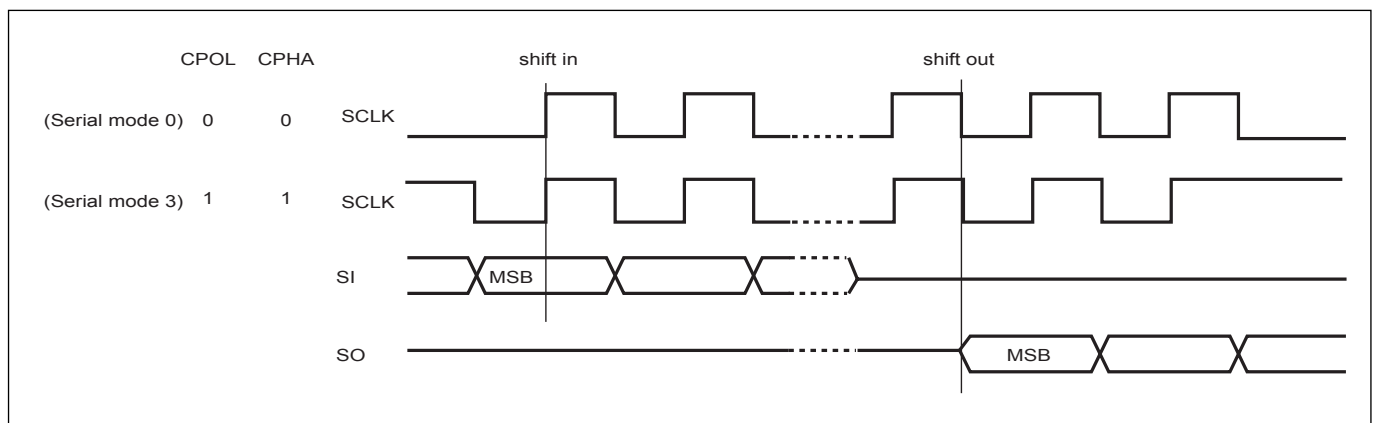 CPOL CPHA shift in shift out
(Serial mode 0) 0 0 SCLK
(Serial mode 3) 1 1 SCLK
SI MSB
SO MSB